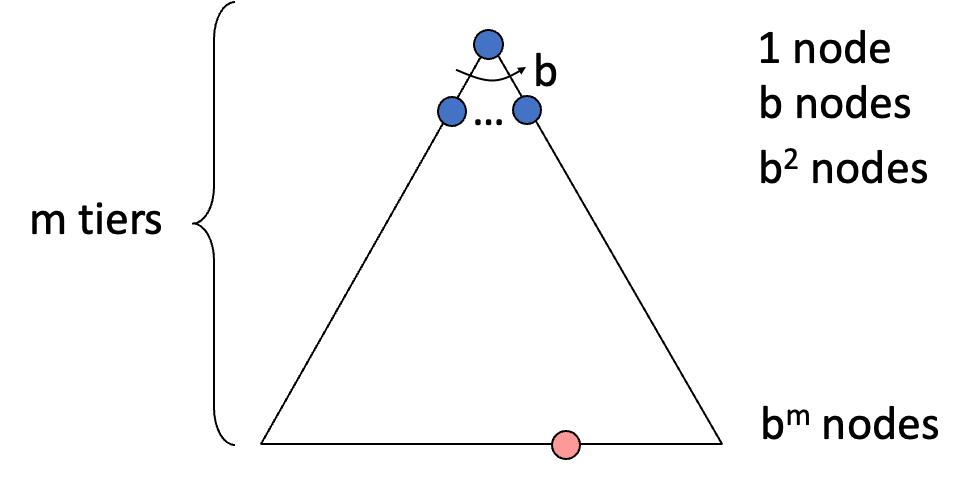 1 node
b
b nodes
...
b² nodes
m tiers
bᵐ nodes